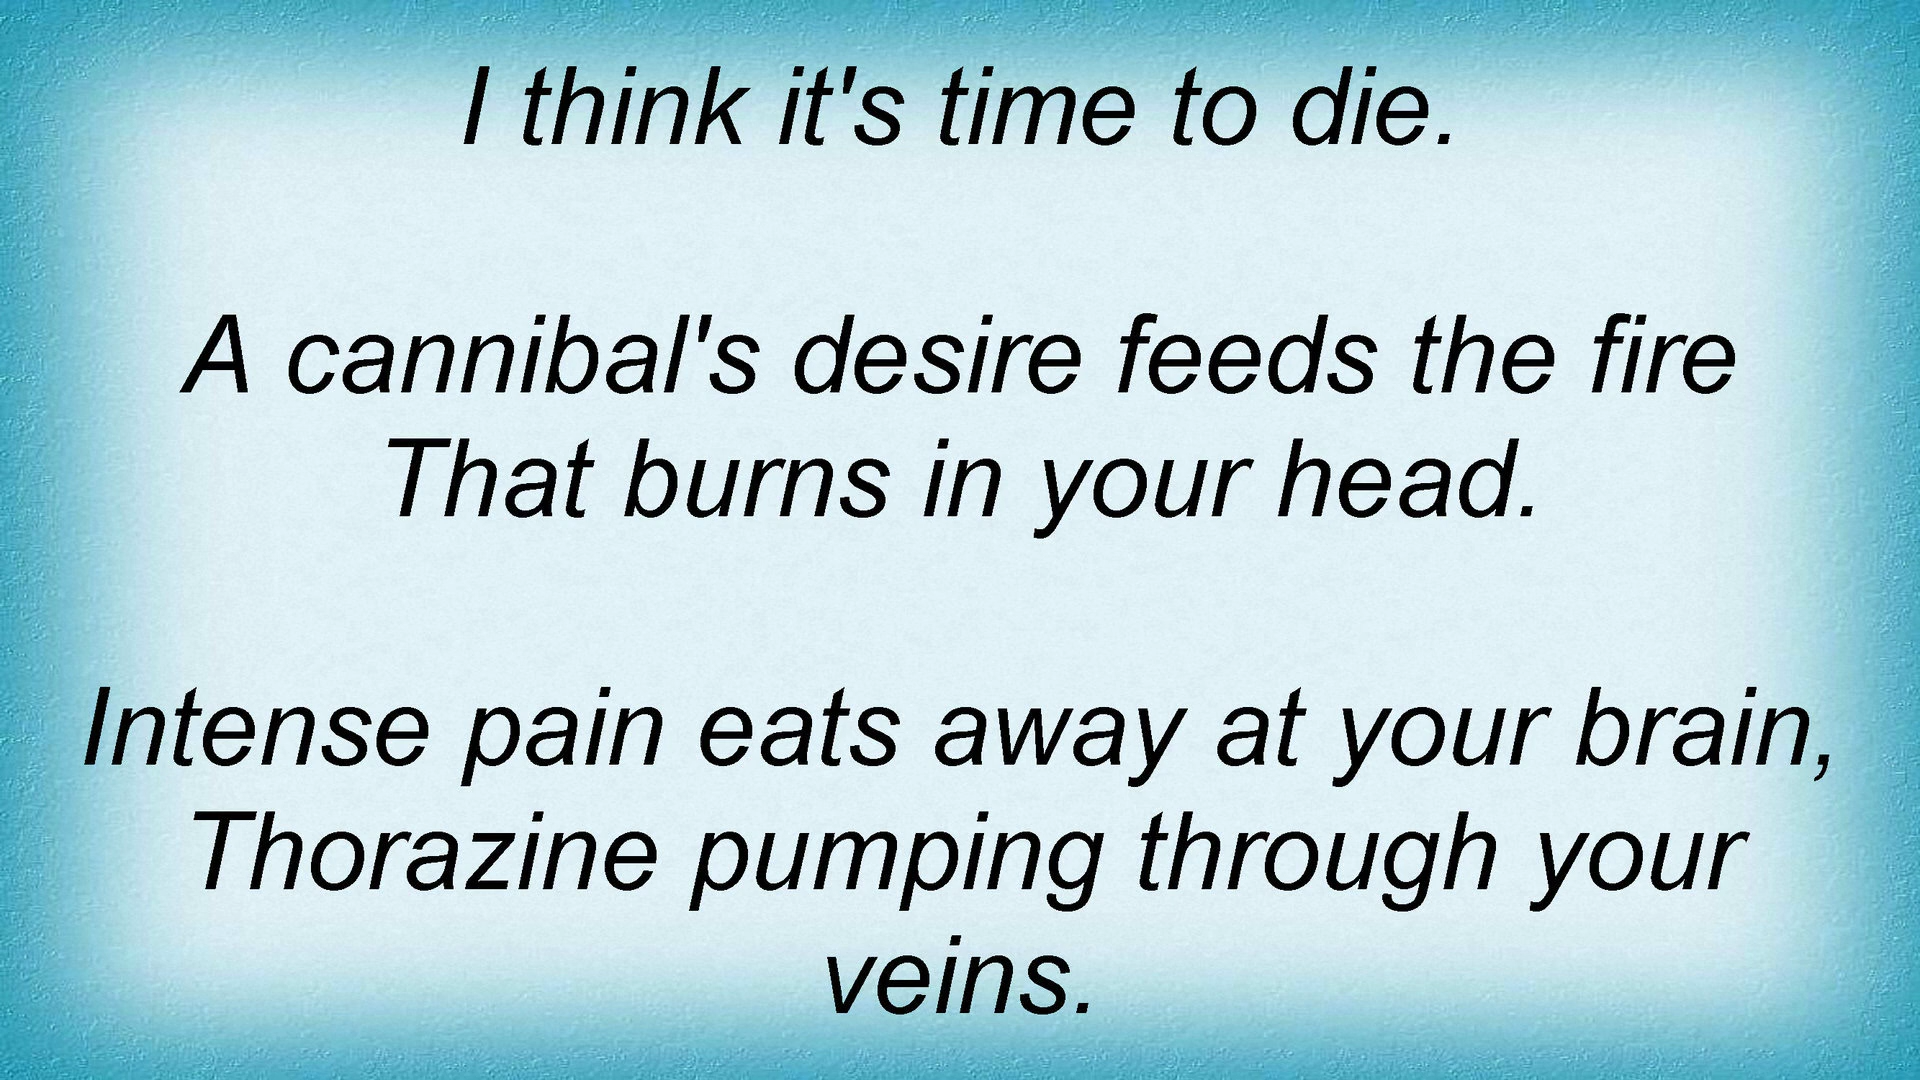 I think it's time to die.
A cannibal's desire feeds the fire
That burns in your head.
Intense pain eats away at your brain,
Thorazine pumping through your
veins.